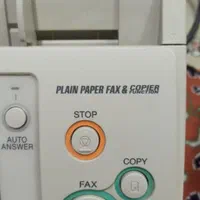 PLAIN PAPER FAX & COPIER
STOP
AUTO
ANSWER
COPY
FAX